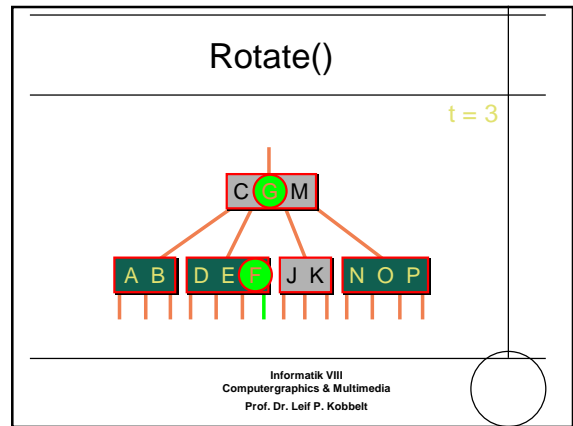 Rotate()
t = 3
C G M
A B D E F J K N O P
Informatik VIII
Computergraphics & Multimedia
Prof. Dr. Leif P. Kobbelt